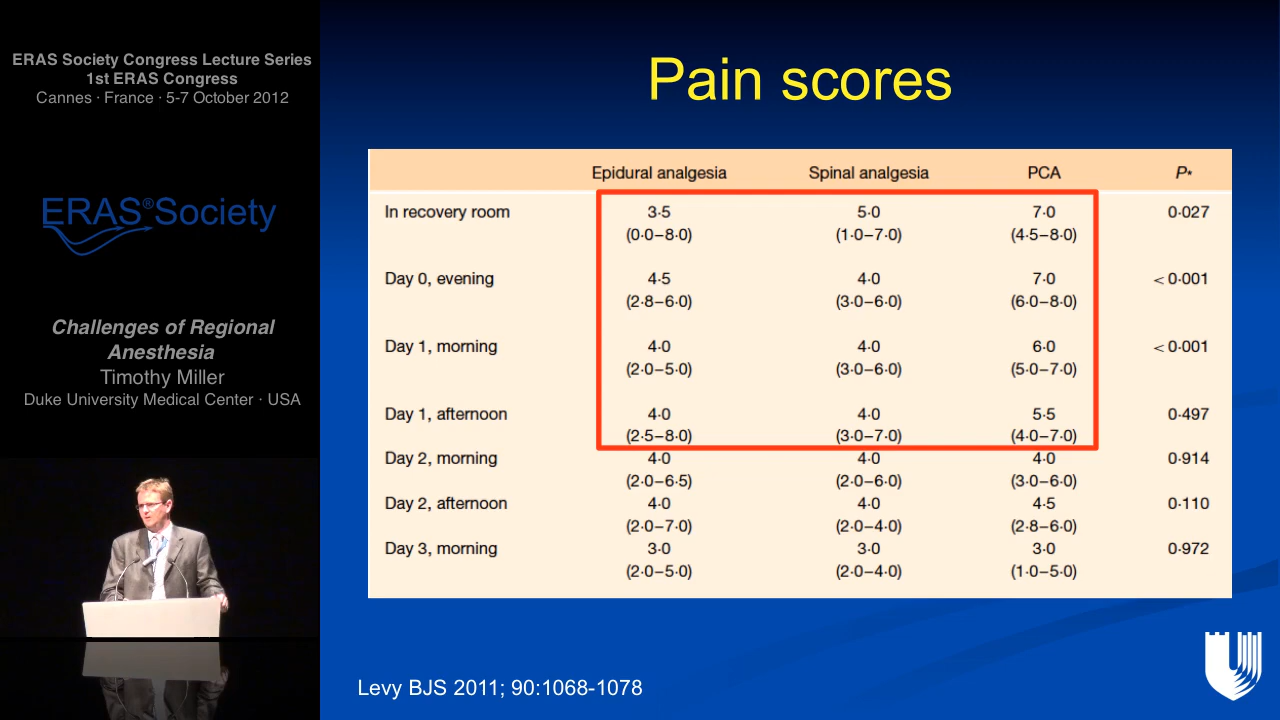 ERAS Society Congress Lecture Series
1st ERAS Congress
Cannes · France · 5-7 October 2012
ERAS®Society
Challenges of Regional
Anesthesia
Timothy Miller
Duke University Medical Center · USA
Pain scores
Epidural analgesia Spinal analgesia PCA P*
In recovery room 3·5 5·0 7·0 0·027
(0·0–8·0) (1·0–7·0) (4·5–8·0)
Day 0, evening 4·5 4·0 7·0 < 0·001
(2·8–6·0) (3·0–6·0) (6·0–8·0)
Day 1, morning 4·0 4·0 6·0 < 0·001
(2·0–5·0) (3·0–6·0) (5·0–7·0)
Day 1, afternoon 4·0 4·0 5·5 0·497
(2·5–8·0) (3·0–7·0) (4·0–7·0)
Day 2, morning 4·0 4·0 4·0 0·914
(2·0–6·5) (2·0–6·0) (3·0–6·0)
Day 2, afternoon 4·0 4·0 4·5 0·110
(2·0–7·0) (2·0–4·0) (2·8–6·0)
Day 3, morning 3·0 3·0 3·0 0·972
(2·0–5·0) (2·0–4·0) (1·0–5·0)
Levy BJS 2011; 90:1068-1078